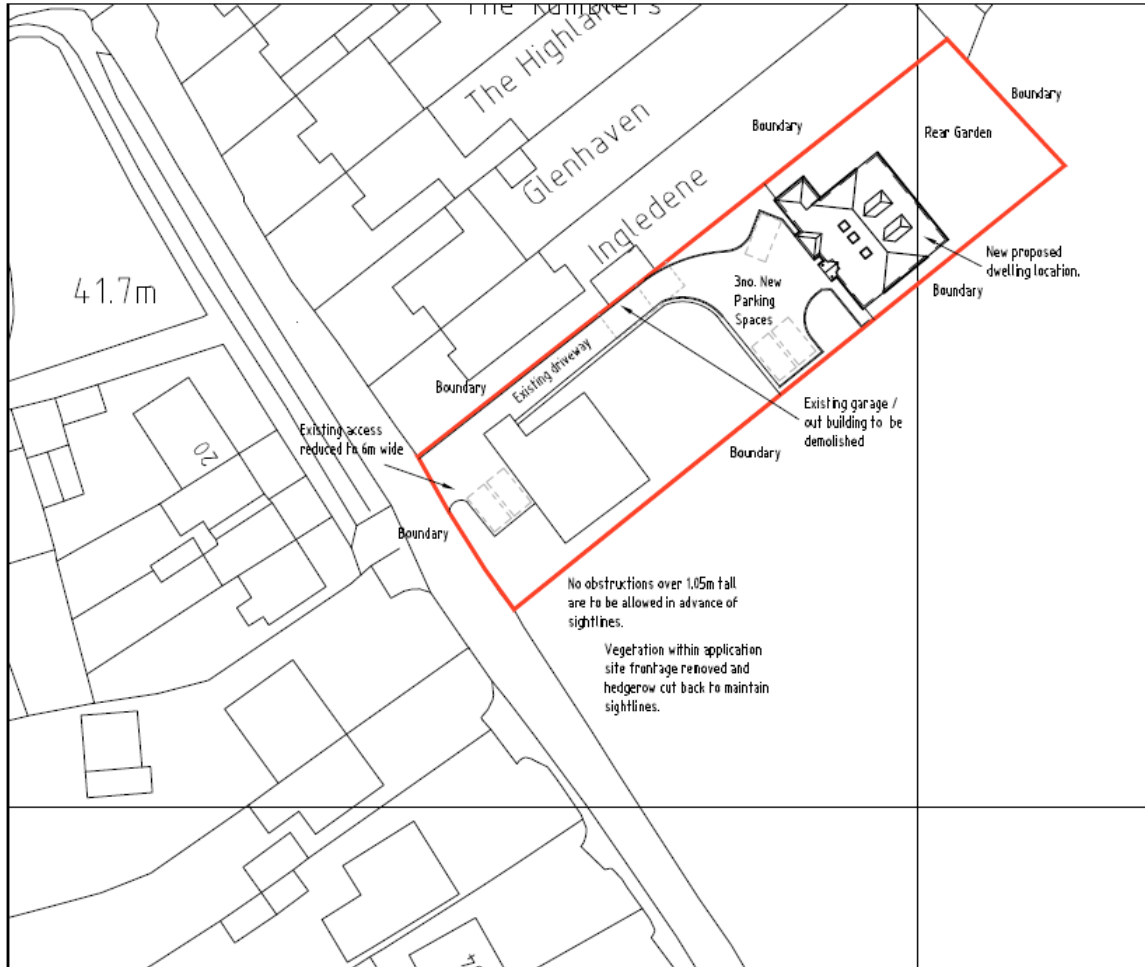 The Ramblers
The Highla
Glenhaven
Ingledene
41.7m
20
Boundary
Boundary
Rear Garden
New proposed
dwelling location.
Boundary
3no. New
Parking
Spaces
Existing driveway
Boundary
Existing access
reduced to 6m wide
Existing garage /
out building to be
demolished
Boundary
Boundary
No obstructions over 1.05m tall
are to be allowed in advance of
sightlines.
Vegetation within application
site frontage removed and
hedgerow cut back to maintain
sightlines.